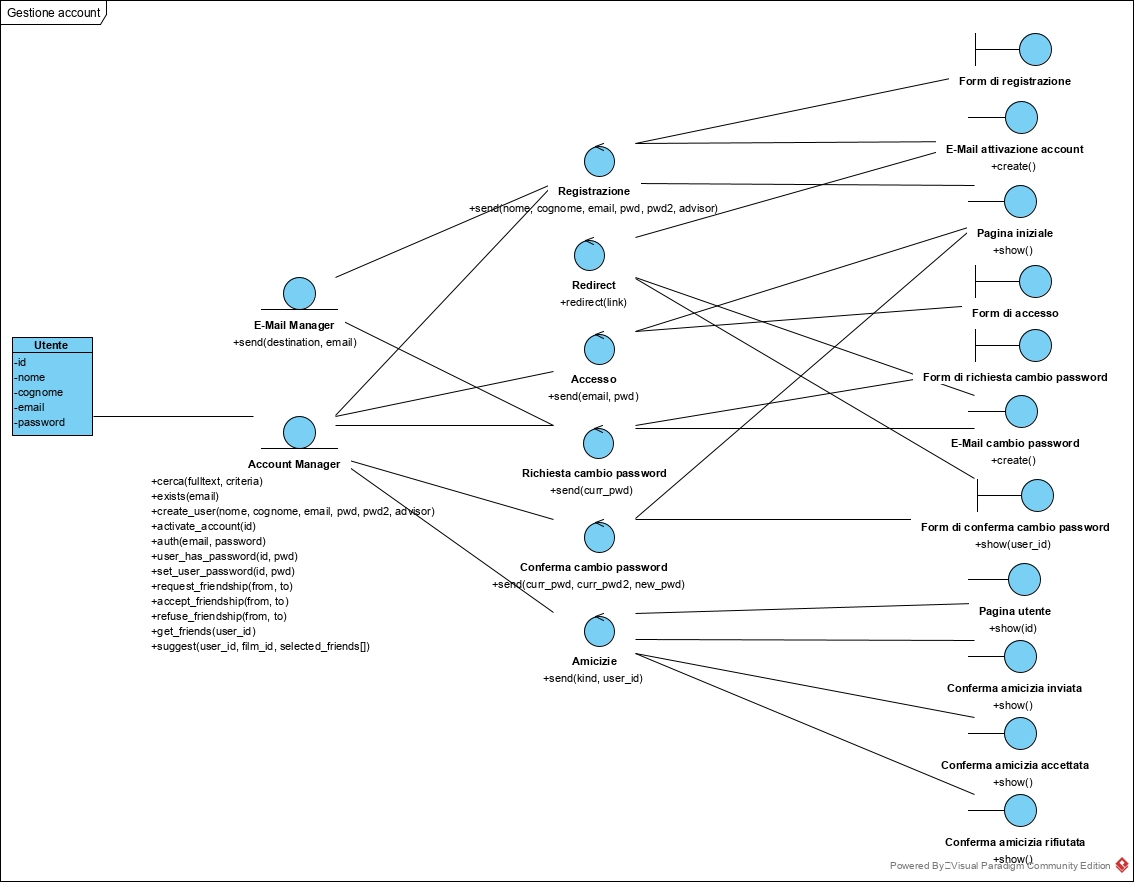 Gestione account
Form di registrazione
E-Mail attivazione account
+create()
Registrazione
+send(nome, cognome, email, pwd, pwd2, advisor)
Pagina iniziale
+show()
Redirect
+redirect(link)
Form di accesso
E-Mail Manager
+send(destination, email)
Utente
-id
-nome
-cognome
-email
-password
Accesso
+send(email, pwd)
Form di richiesta cambio password
E-Mail cambio password
+create()
Account Manager
+cerca(fulltext, criteria)
+exists(email)
+create_user(nome, cognome, email, pwd, pwd2, advisor)
+activate_account(id)
+auth(email, password)
+user_has_password(id, pwd)
+set_user_password(id, pwd)
+request_friendship(from, to)
+accept_friendship(from, to)
+refuse_friendship(from, to)
+get_friends(user_id)
+suggest(user_id, film_id, selected_friends[])
Richiesta cambio password
+send(curr_pwd)
Form di conferma cambio password
+show(user_id)
Conferma cambio password
+send(curr_pwd, curr_pwd2, new_pwd)
Pagina utente
+show(id)
Amicizie
+send(kind, user_id)
Conferma amicizia inviata
+show()
Conferma amicizia accettata
+show()
Conferma amicizia rifiutata
+show()
Powered By Visual Paradigm Community Edition